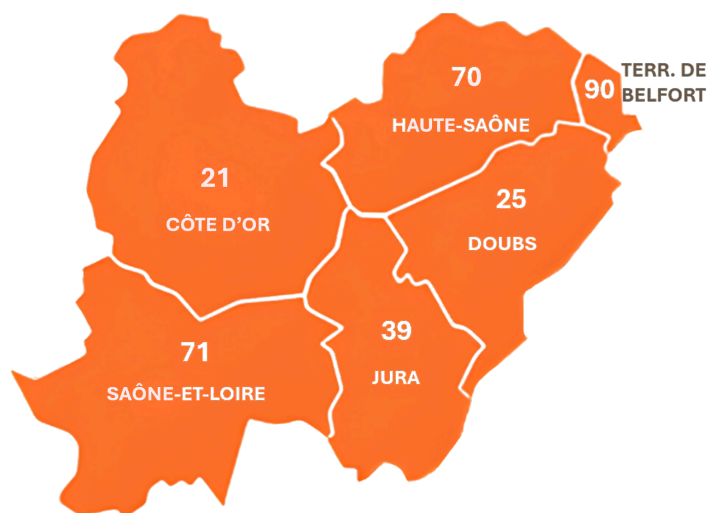 70
HAUTE-SAÔNE
90
TERR. DE
BELFORT
21
CÔTE D’OR
25
DOUBS
39
JURA
71
SAÔNE-ET-LOIRE